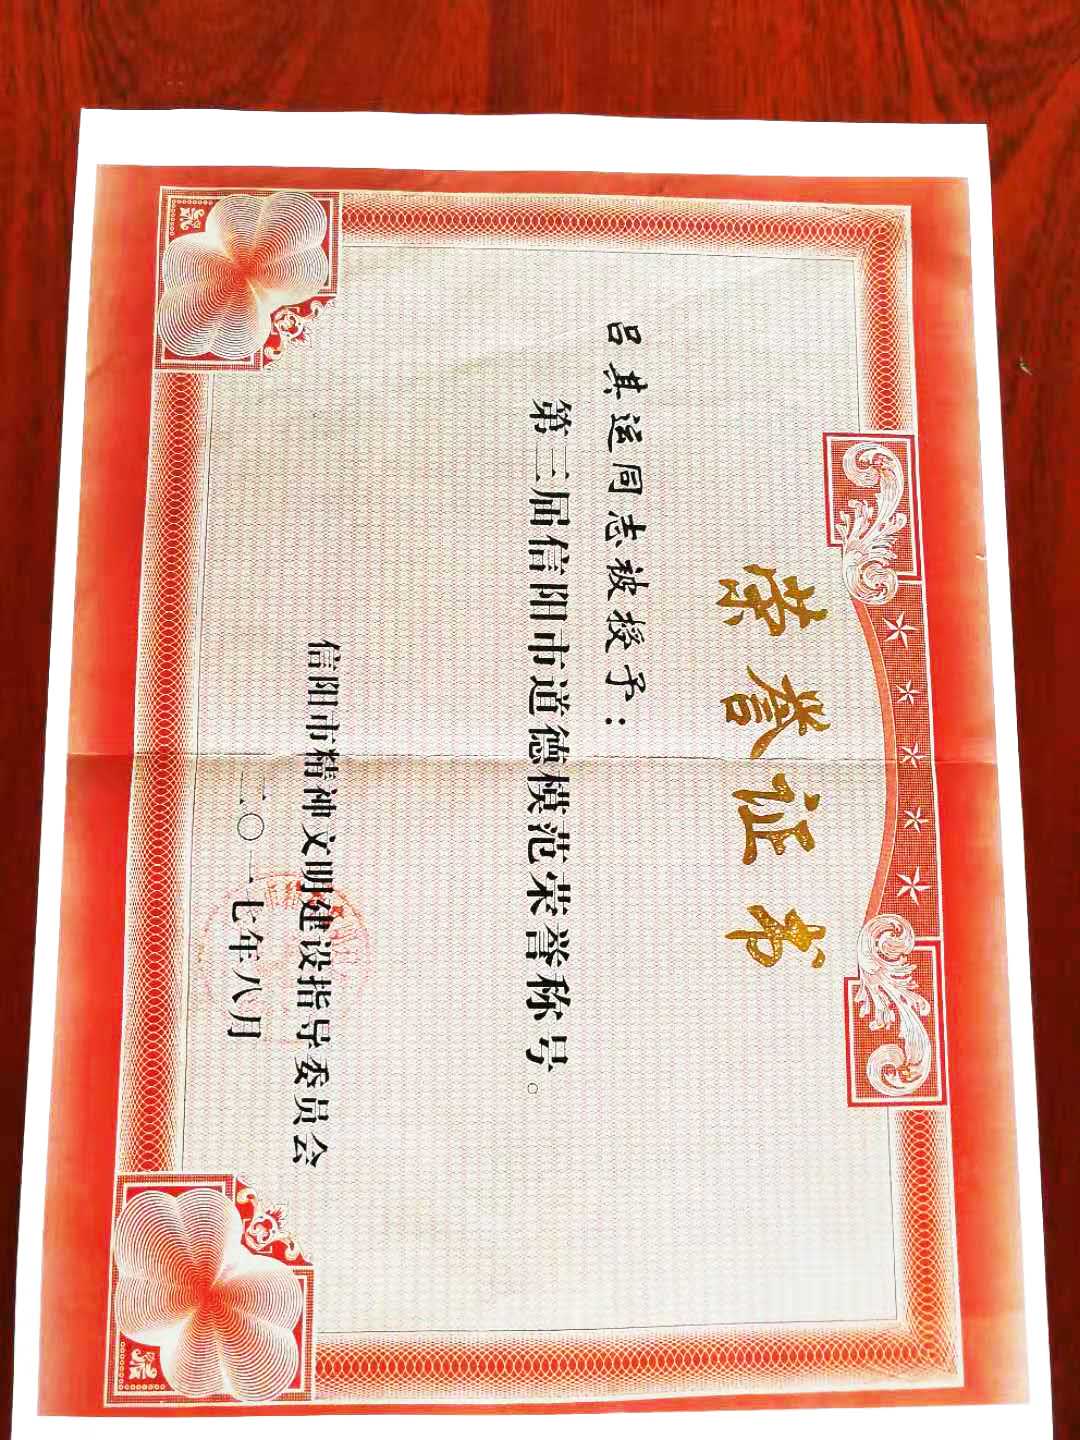 荣誉证书
吕其运同志被授予：
第三届信阳市道德模范荣誉称号。
信阳市精神文明建设指导委员会
二〇一七年八月